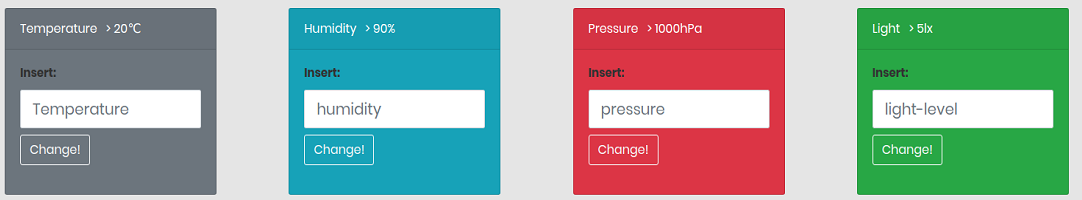 Temperature > 20℃
Insert:
Temperature
Change!
Humidity > 90%
Insert:
humidity
Change!
Pressure > 1000hPa
Insert:
pressure
Change!
Light > 5lx
Insert:
light-level
Change!